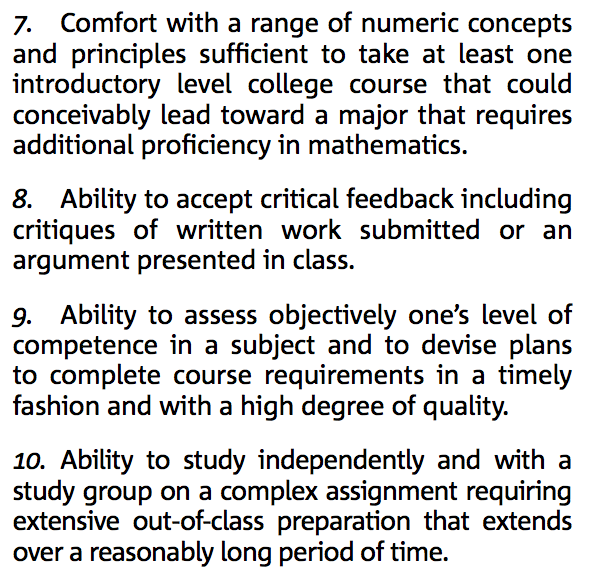 7. Comfort with a range of numeric concepts
and principles sufficient to take at least one
introductory level college course that could
conceivably lead toward a major that requires
additional proficiency in mathematics.
8. Ability to accept critical feedback including
critiques of written work submitted or an
argument presented in class.
9. Ability to assess objectively one’s level of
competence in a subject and to devise plans
to complete course requirements in a timely
fashion and with a high degree of quality.
10. Ability to study independently and with a
study group on a complex assignment requiring
extensive out-of-class preparation that extends
over a reasonably long period of time.